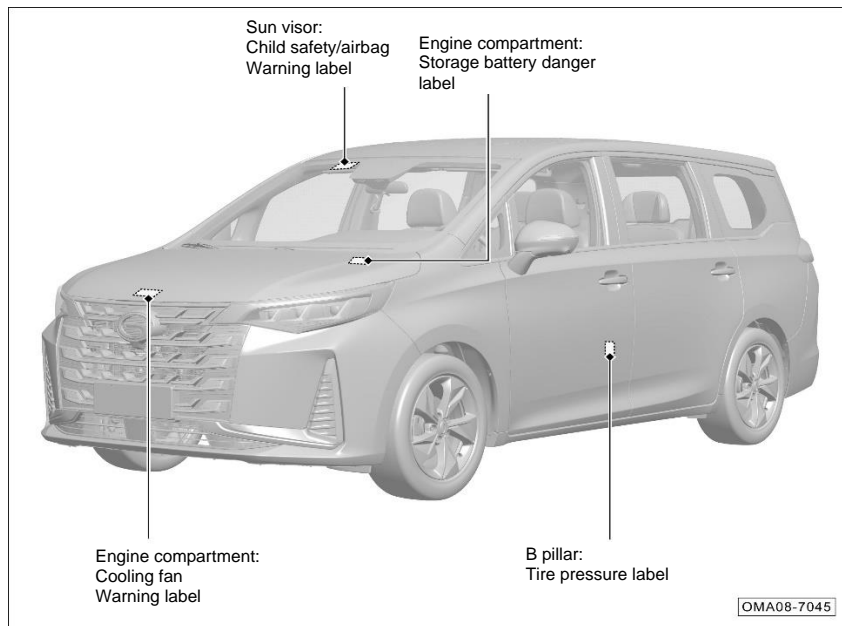 Sun visor:
Child safety/airbag
Warning label
Engine compartment:
Storage battery danger
label
Engine compartment:
Cooling fan
Warning label
B pillar:
Tire pressure label
OMA08-7045